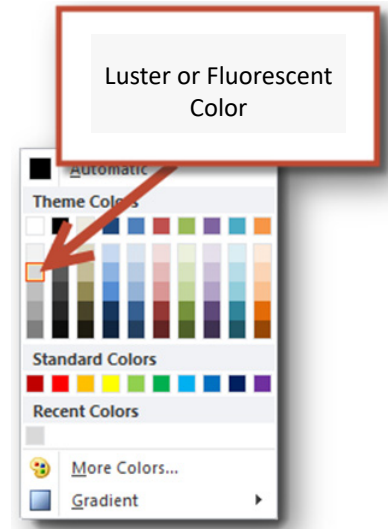 Luster or Fluorescent
Color
Automatic
Theme Colors
Standard Colors
Recent Colors
More Colors...
Gradient